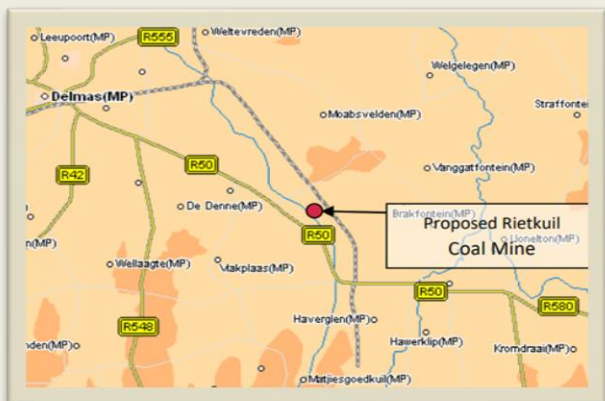 R555
Weltevreden(MP)
Leeupoort(MP)
Welgelegen(MP)
Delmas(MP)
Moabsvelden(MP)
R50
R42
Vanggatfontein(MP)
De Denne(MP)
Brakfontein(MP)
Proposed Rietkuil
Coal Mine
R50
Wellaagte(MP)
Vlakplaas(MP)
R50
R580
Haverglen(MP)
R548
Hawerklip(MP)
Kromdraai(MP)
Matjiesgoedkuil(MP)